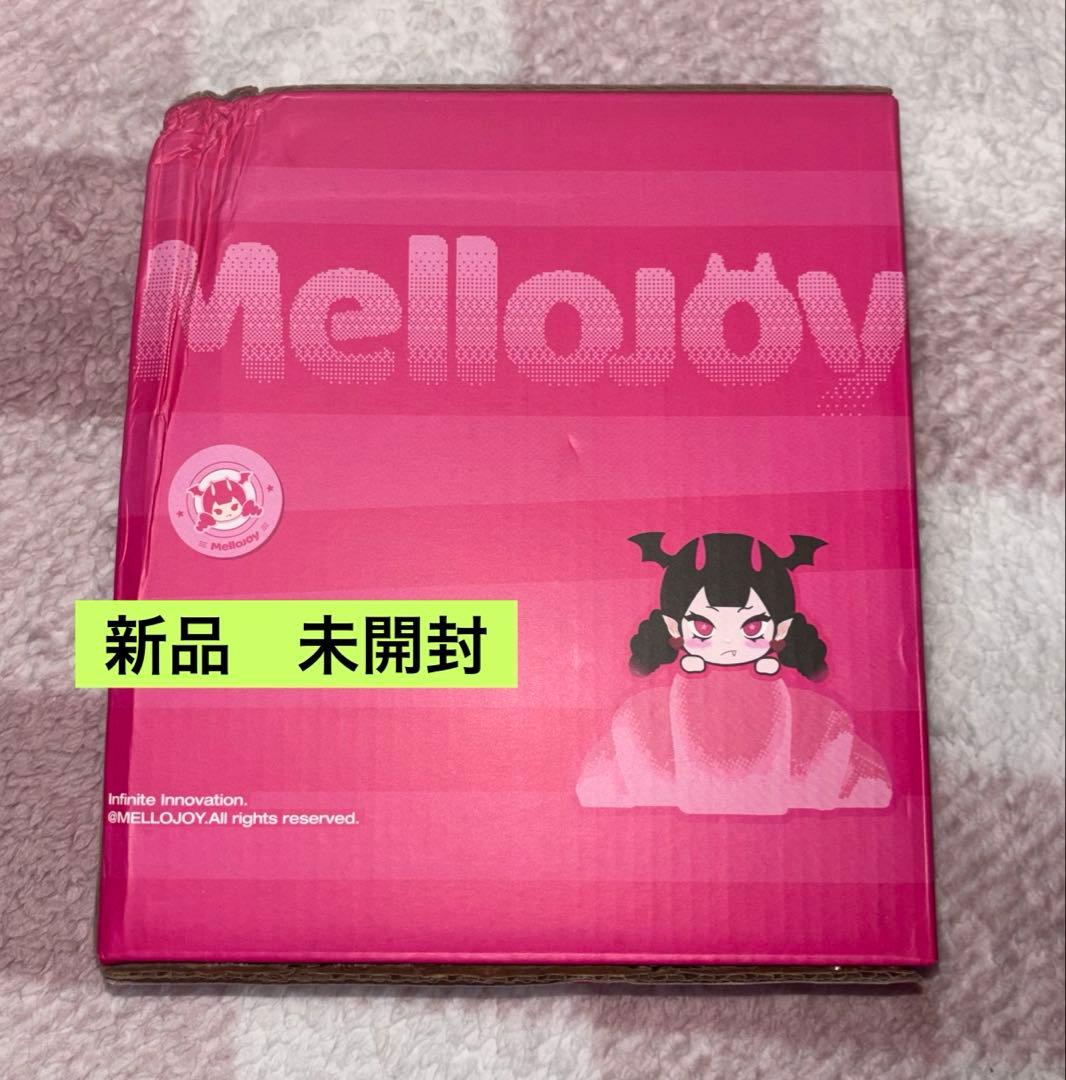 Mellojoy
Mellojoy
新品　未開封
Infinite Innovation.
@MELLOJOY.All rights reserved.